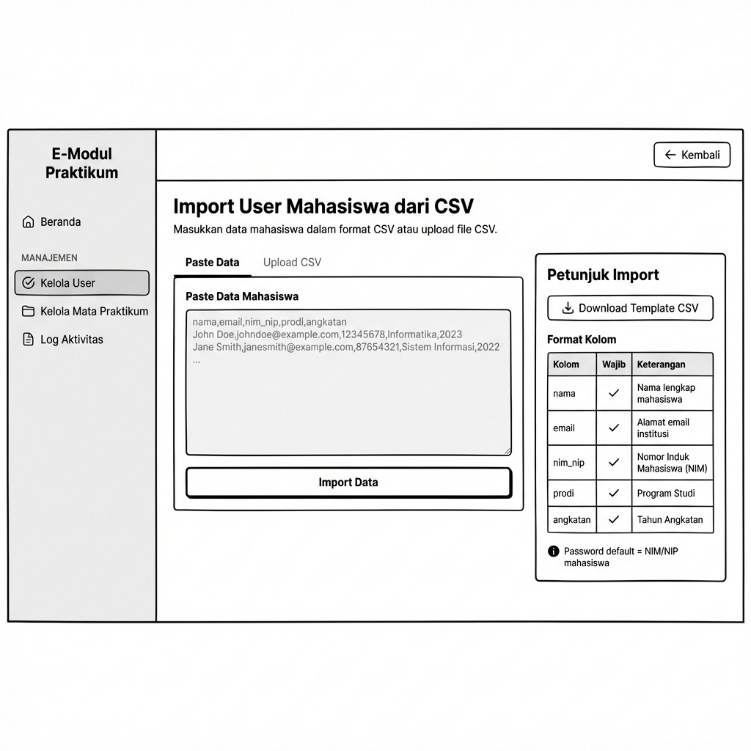 E-Modul
Praktikum
Beranda
MANAJEMEN
Kelola User
Kelola Mata Praktikum
Log Aktivitas
← Kembali
Import User Mahasiswa dari CSV
Masukkan data mahasiswa dalam format CSV atau upload file CSV.
Paste Data Upload CSV
Paste Data Mahasiswa
nama,email,nim_nip,prodi,angkatan
John Doe,johndoe@example.com,12345678,Informatika,2023
Jane Smith,janesmith@example.com,87654321,Sistem Informasi,2022
...
Import Data
Petunjuk Import
Download Template CSV
Format Kolom
Kolom Wajib Keterangan
nama ✓ Nama lengkap
mahasiswa
email ✓ Alamat email
institusi
nim_nip ✓ Nomor Induk
Mahasiswa (NIM)
prodi ✓ Program Studi
angkatan ✓ Tahun Angkatan
Password default = NIM/NIP
mahasiswa